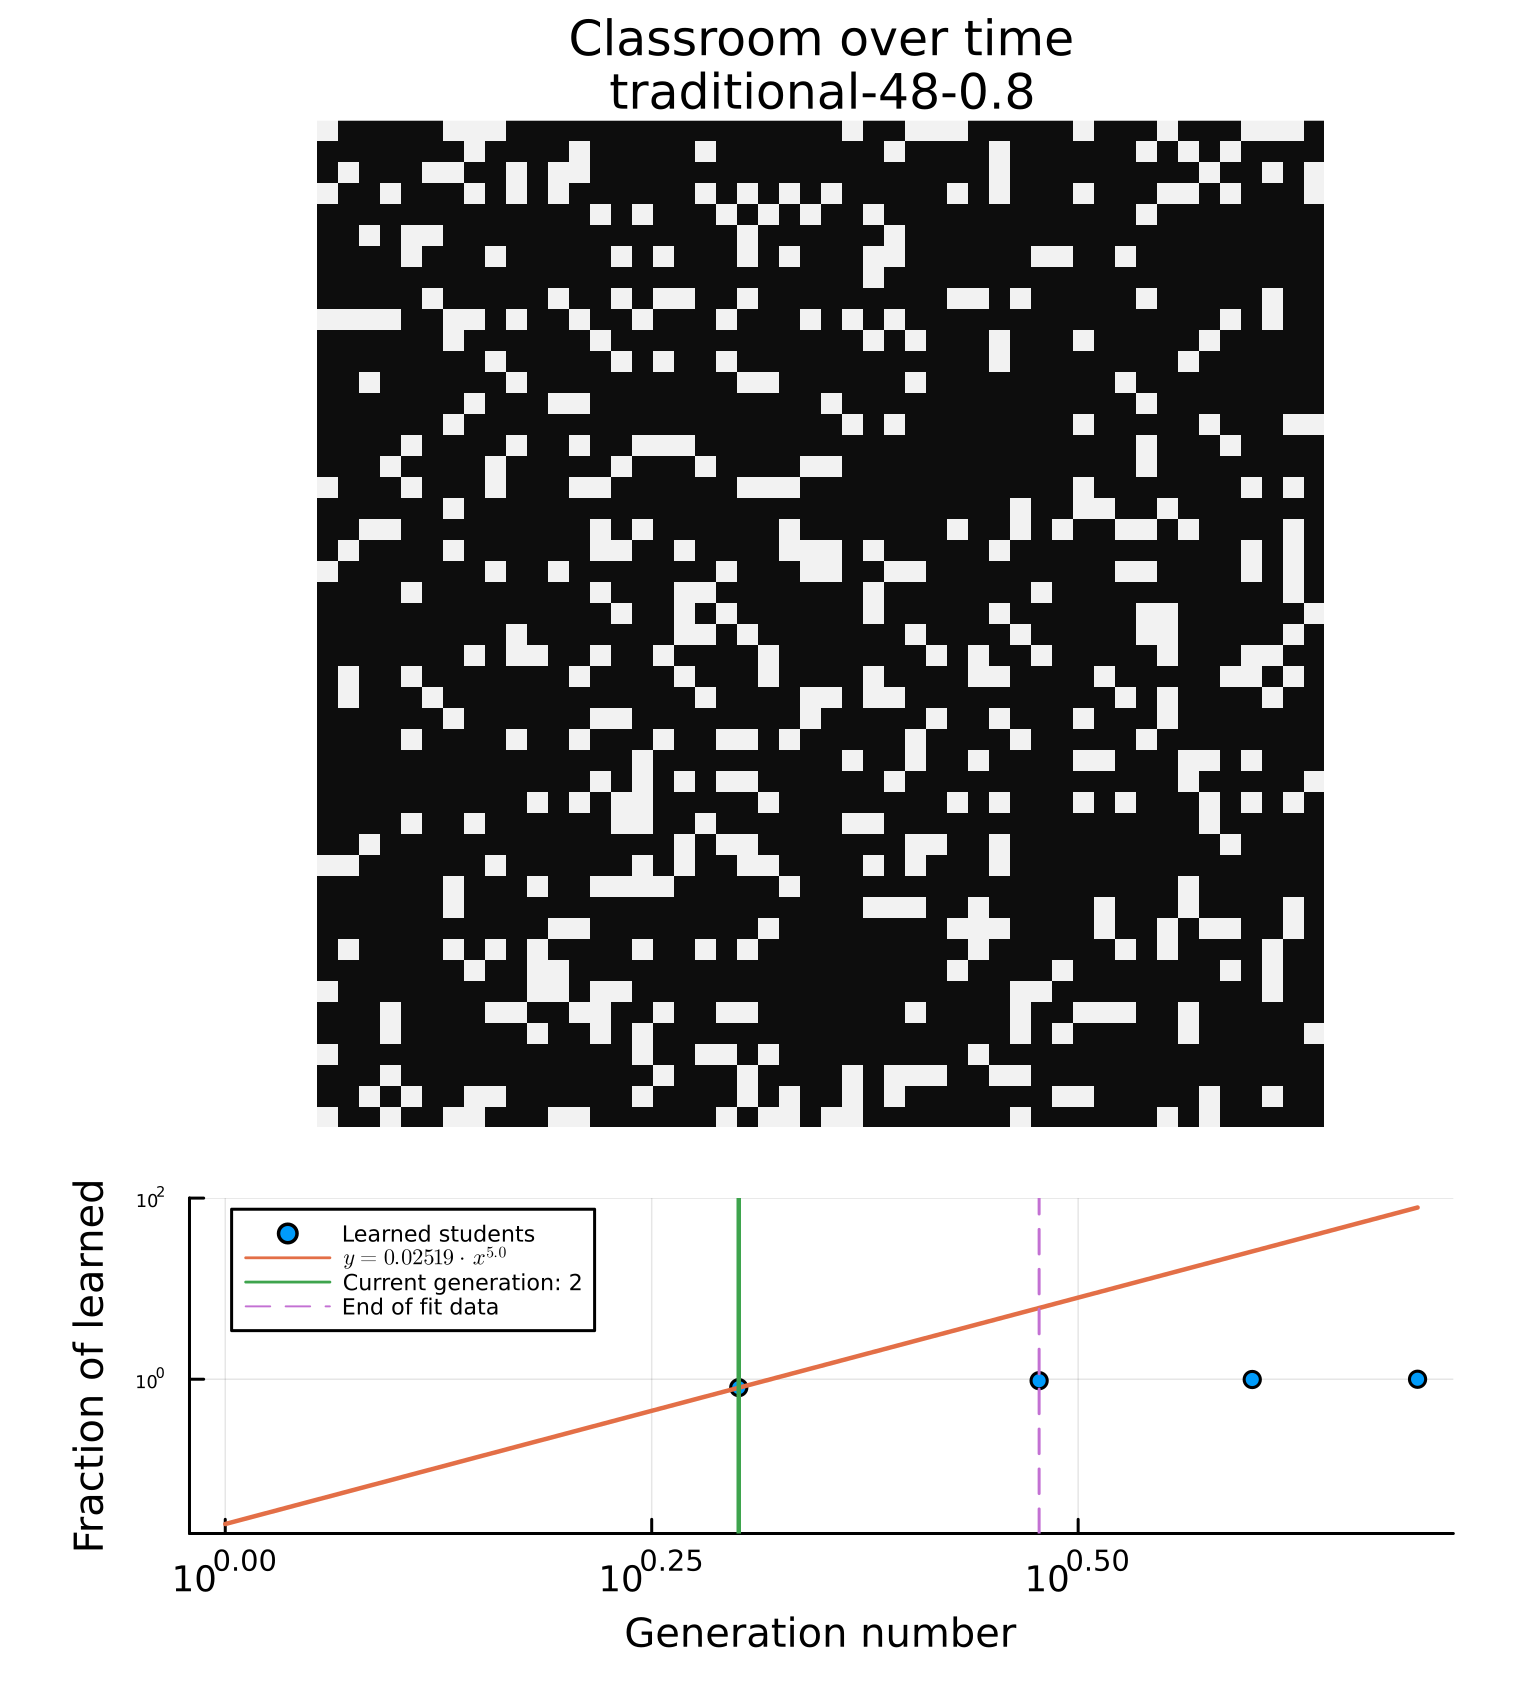 Classroom over time
traditional-48-0.8
10^2
10^0
Fraction of learned
Learned students
y = 0.02519 · x^5.0
Current generation: 2
End of fit data
10^0.00 10^0.25 10^0.50
Generation number